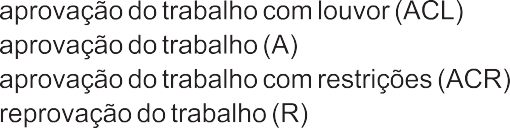 aprovação do trabalho com louvor (ACL)
aprovação do trabalho (A)
aprovação do trabalho com restrições (ACR)
reprovação do trabalho (R)